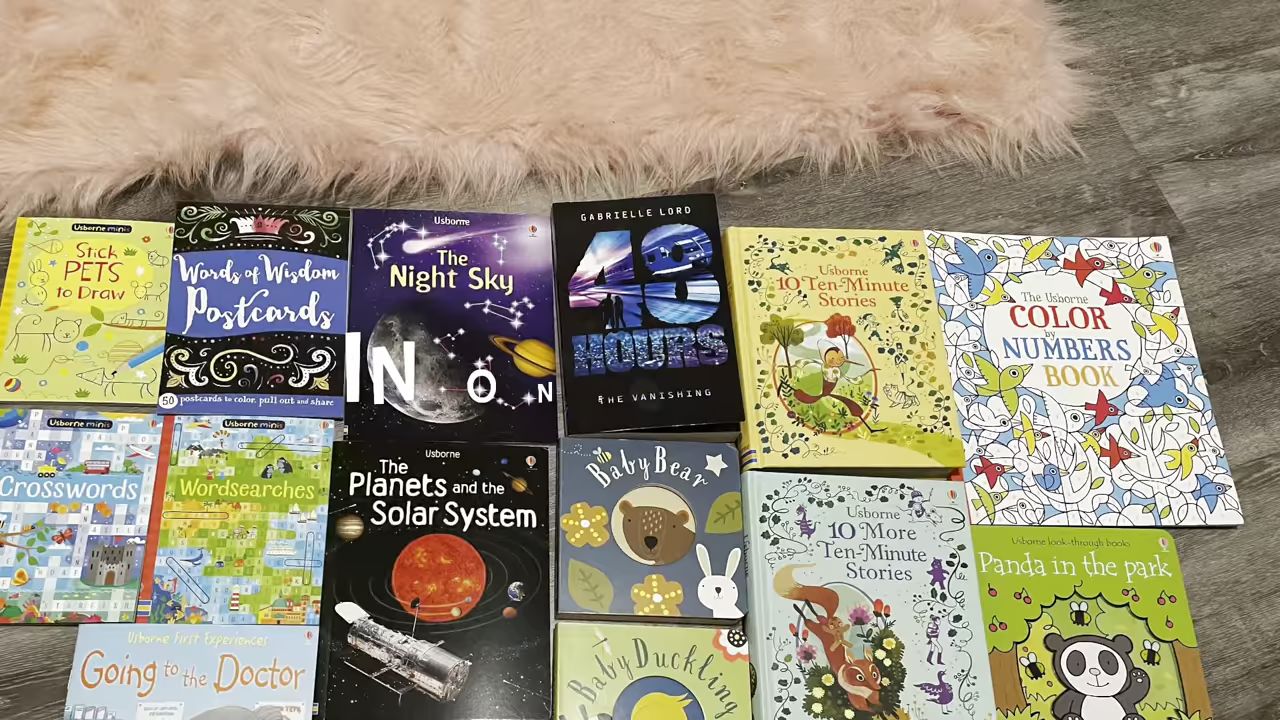 Usborne minis
Stick
PETS
to Draw
Words of Wisdom
Postcards
50 postcards to color, pull out and share
Usborne
The
Night Sky
IN ON
GABRIELLE LORD
48
HOURS
THE VANISHING
Usborne
10 Ten-Minute
Stories
The Usborne
COLOR
by
NUMBERS
BOOK
Usborne minis
Crosswords
Usborne minis
Wordsearches
Usborne
The
Planets and the
Solar System
Baby Bear
Usborne
10 More
Ten-Minute
Stories
Usborne look-through books
Panda in the park
Usborne First Experiences
Going to the Doctor
Baby Duckling